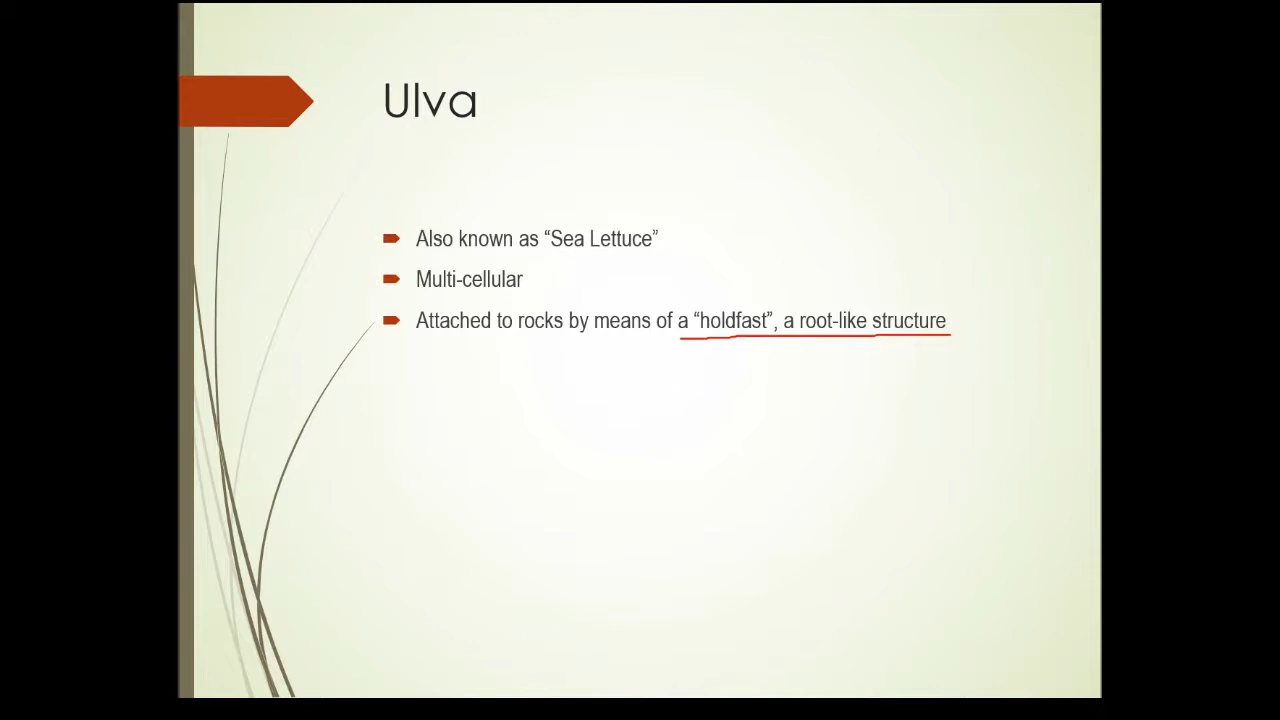 Ulva
Also known as “Sea Lettuce”
Multi-cellular
Attached to rocks by means of a “holdfast”, a root-like structure